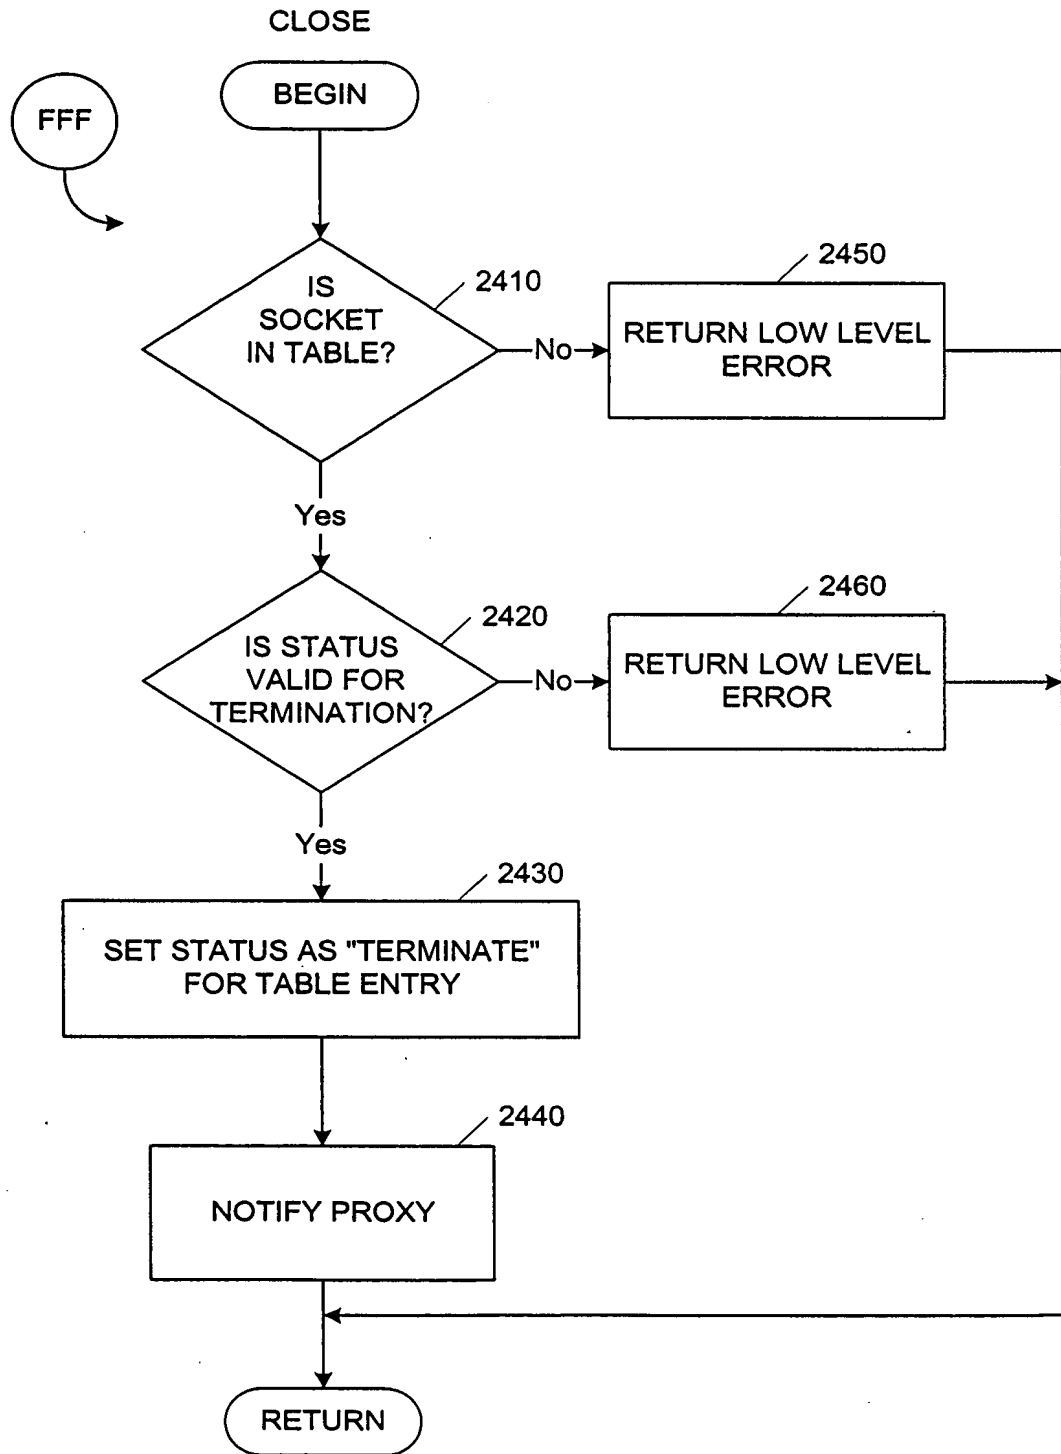 CLOSE
BEGIN
FFF
IS
SOCKET
IN TABLE?
2410
No
2450
RETURN LOW LEVEL
ERROR
Yes
IS STATUS
VALID FOR
TERMINATION?
2420
No
2460
RETURN LOW LEVEL
ERROR
Yes
2430
SET STATUS AS "TERMINATE"
FOR TABLE ENTRY
2440
NOTIFY PROXY
RETURN